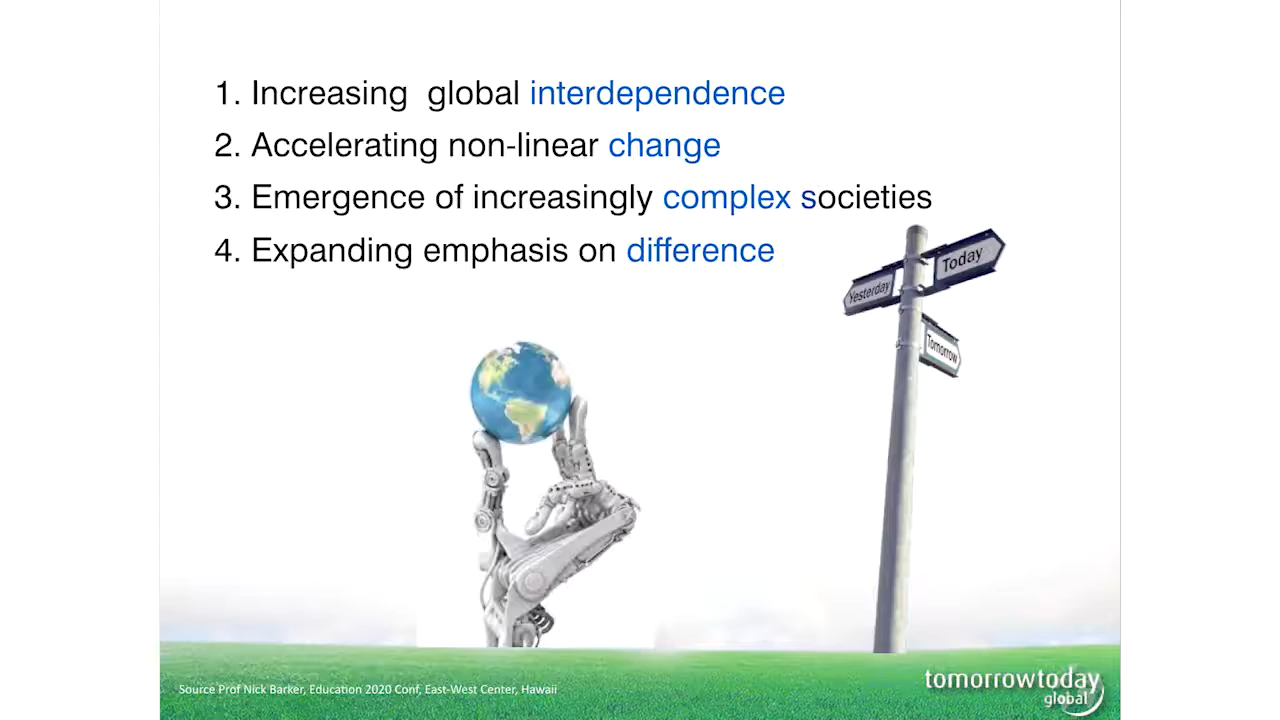 1. Increasing  global interdependence
2. Accelerating non-linear change
3. Emergence of increasingly complex societies
4. Expanding emphasis on difference
Today
Yesterday
Tomorrow
Source Prof Nick Barker, Education 2020 Conf, East-West Center, Hawaii
tomorrowtoday
global